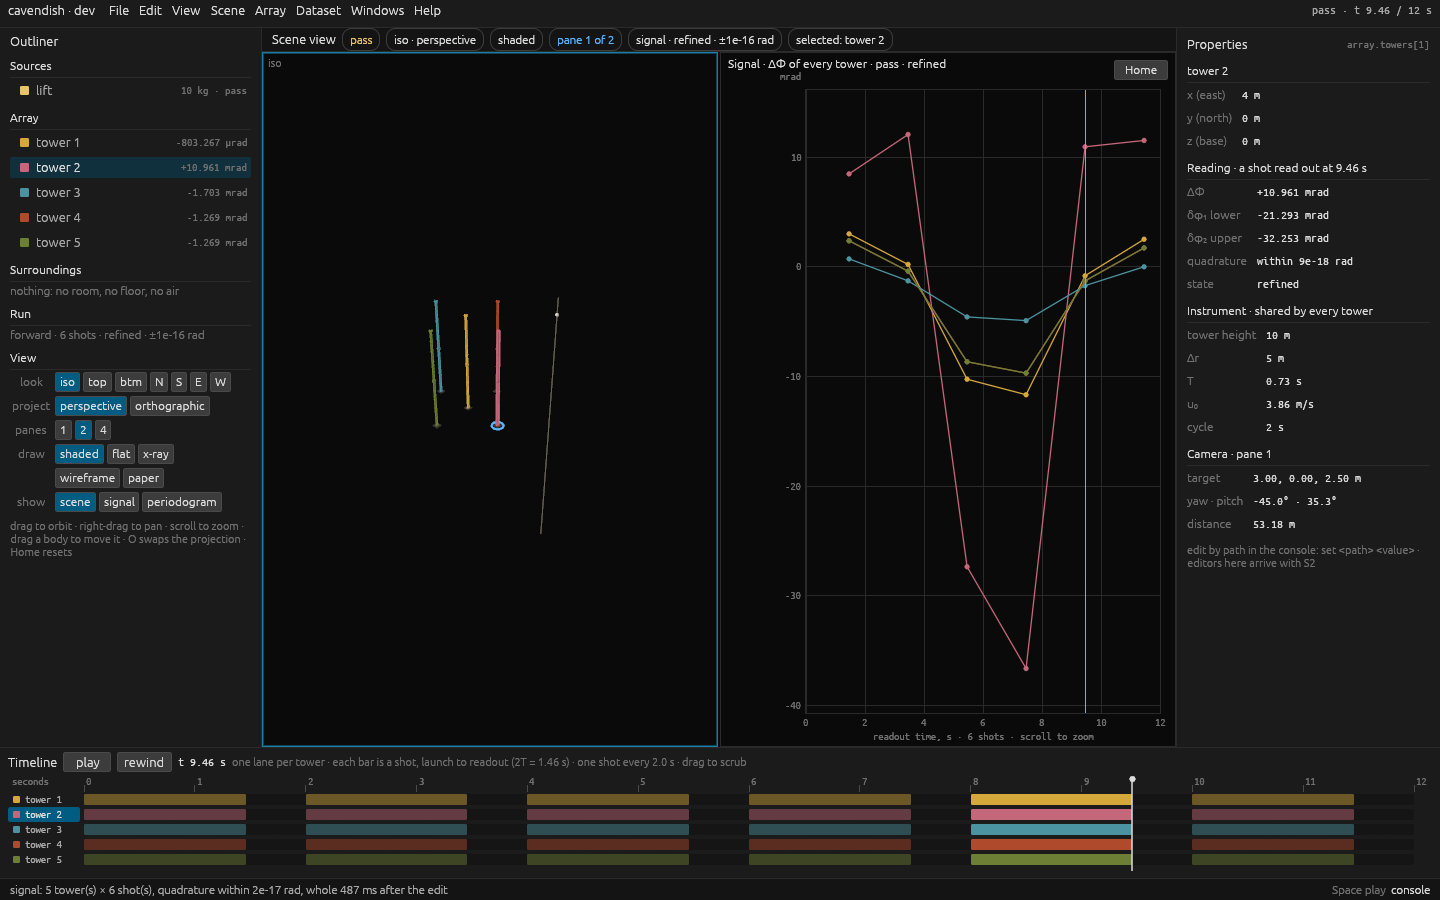 cavendish · dev File Edit View Scene Array Dataset Windows Help pass · t 9.46 / 12 s
Outliner
Sources
lift 10 kg · pass
Array
tower 1 -803.267 µrad
tower 2 +10.961 mrad
tower 3 -1.703 mrad
tower 4 -1.269 mrad
tower 5 -1.269 mrad
Surroundings
nothing: no room, no floor, no air
Run
forward · 6 shots · refined · ±1e-16 rad
View
look iso top btm N S E W
project perspective orthographic
panes 1 2 4
draw shaded flat x-ray
wireframe paper
show scene signal periodogram
drag to orbit · right-drag to pan · scroll to zoom ·
drag a body to move it · O swaps the projection ·
Home resets
Scene view pass iso · perspective shaded pane 1 of 2 signal · refined · ±1e-16 rad selected: tower 2
iso
Signal · ΔΦ of every tower · pass · refined
Home
mrad
10
0
-10
-20
-30
-40
0 2 4 6 8 10 12
readout time, s · 6 shots · scroll to zoom
Properties array.towers[1]
tower 2
x (east) 4 m
y (north) 0 m
z (base) 0 m
Reading · a shot read out at 9.46 s
ΔΦ +10.961 mrad
δφ₁ lower -21.293 mrad
δφ₂ upper -32.253 mrad
quadrature within 9e-18 rad
state refined
Instrument · shared by every tower
tower height 10 m
Δr 5 m
T 0.73 s
u₀ 3.86 m/s
cycle 2 s
Camera · pane 1
target 3.00, 0.00, 2.50 m
yaw · pitch -45.0° · 35.3°
distance 53.18 m
edit by path in the console: set <path> <value> ·
editors here arrive with S2
Timeline play rewind t 9.46 s one lane per tower · each bar is a shot, launch to readout (2T = 1.46 s) · one shot every 2.0 s · drag to scrub
seconds 0 1 2 3 4 5 6 7 8 9 10 11 12
tower 1
tower 2
tower 3
tower 4
tower 5
signal: 5 tower(s) × 6 shot(s), quadrature within 2e-17 rad, whole 487 ms after the edit Space play console